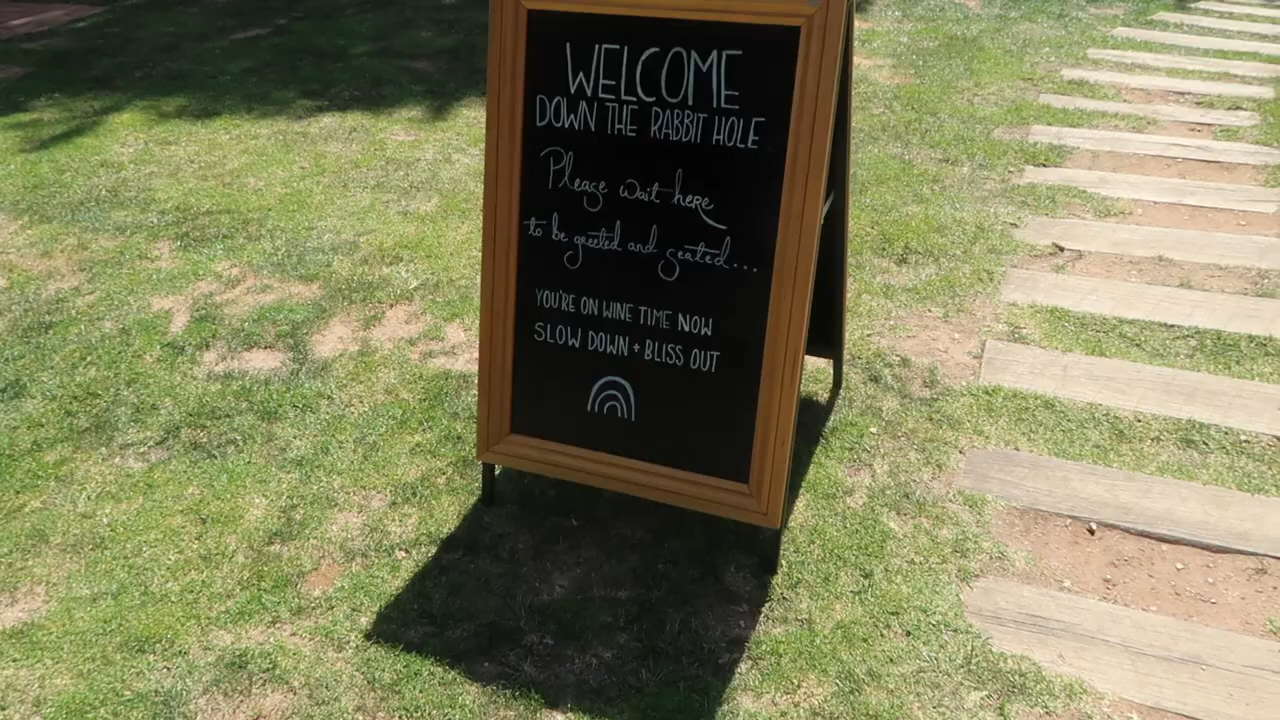 WELCOME
DOWN THE RABBIT HOLE
Please wait here
to be greeted and seated...
YOU'RE ON WINE TIME NOW
SLOW DOWN + BLISS OUT